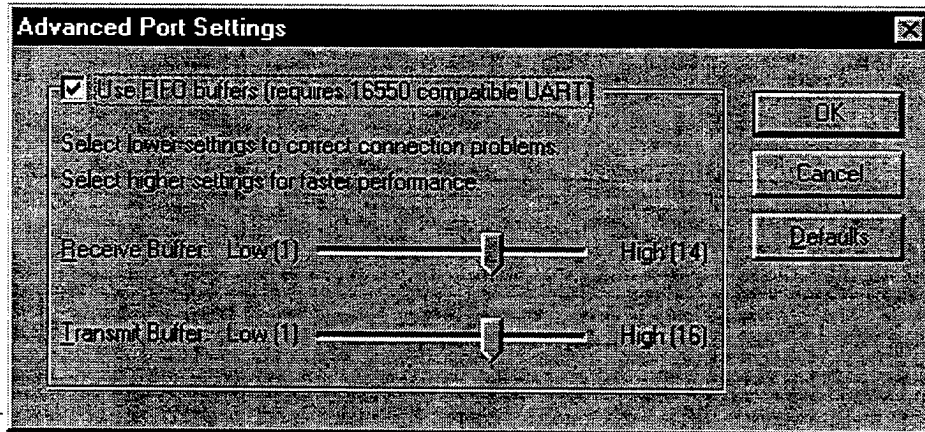 Advanced Port Settings
Use FIFO buffers (requires 16550 compatible UART)
Select lower settings to correct connection problems.
Select higher settings for faster performance.
Receive Buffer: Low (1) High (14)
Transmit Buffer: Low (1) High (16)
OK
Cancel
Defaults